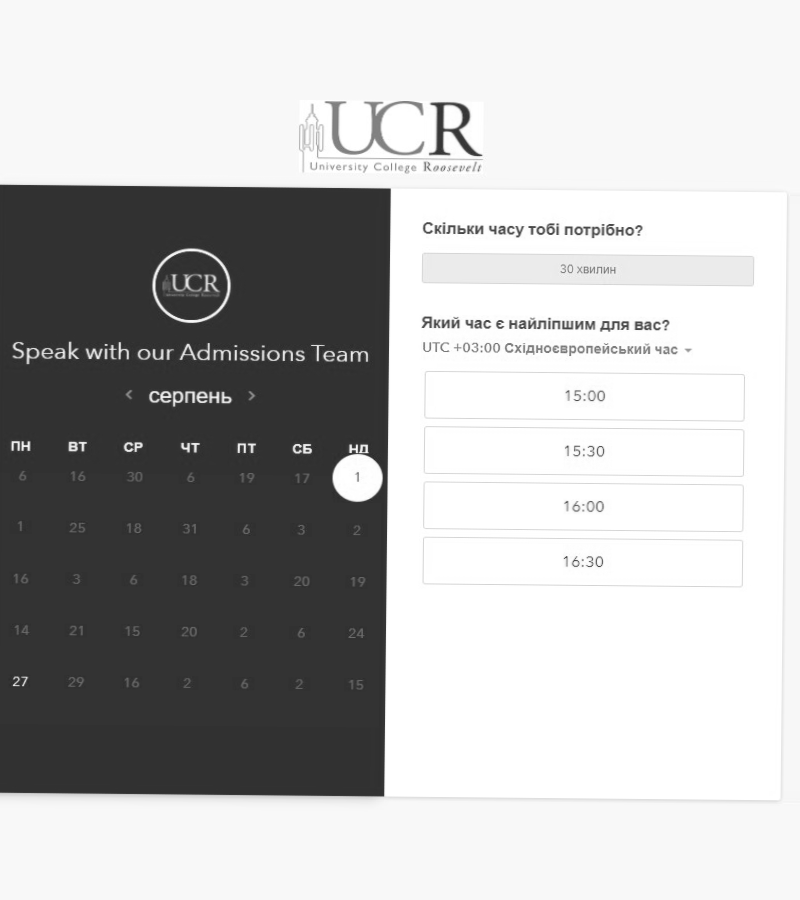 UCR
University College Roosevelt
UCR
University College Roosevelt
Speak with our Admissions Team
серпень
ПН ВТ СР ЧТ ПТ СБ НД
6 16 30 6 19 17 1
1 25 18 31 6 3 2
16 3 6 18 3 20 19
14 21 15 20 2 6 24
27 29 16 2 6 2 15
Скільки часу тобі потрібно?
30 хвилин
Який час є найліпшим для вас?
UTC +03:00 Східноєвропейський час
15:00
15:30
16:00
16:30